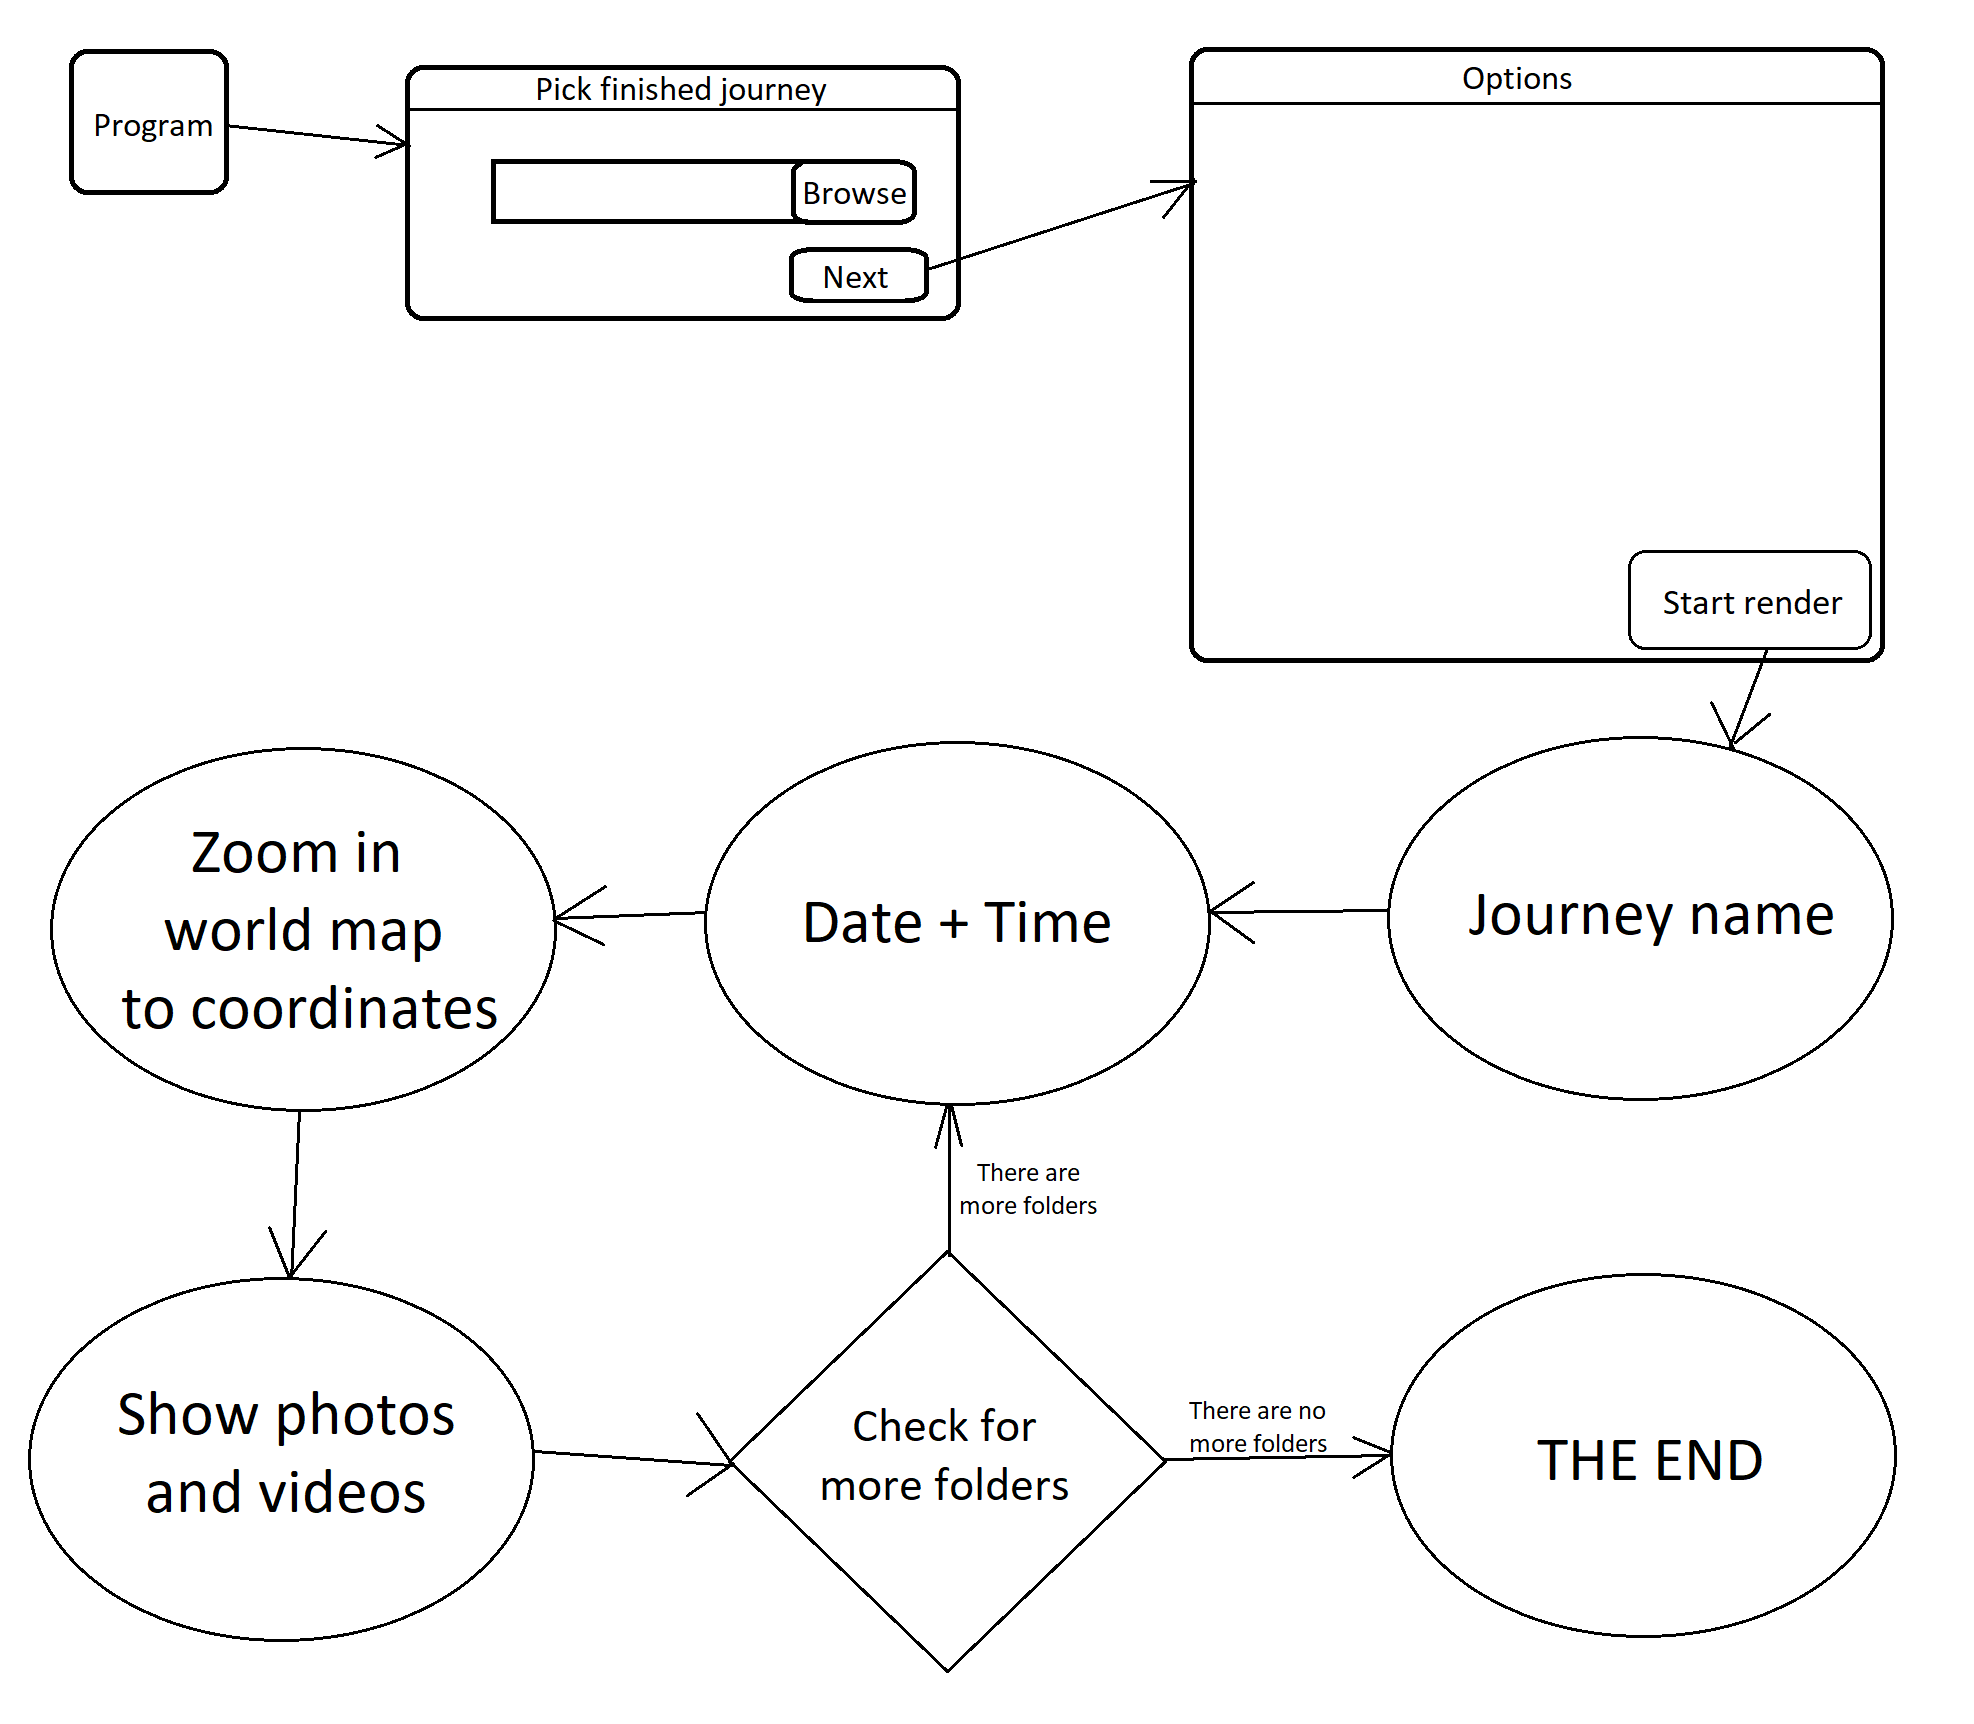 Program
Pick finished journey
Browse
Next
Options
Start render
Journey name
Date + Time
Zoom in
world map
to coordinates
Show photos
and videos
Check for
more folders
There are
more folders
There are no
more folders
THE END